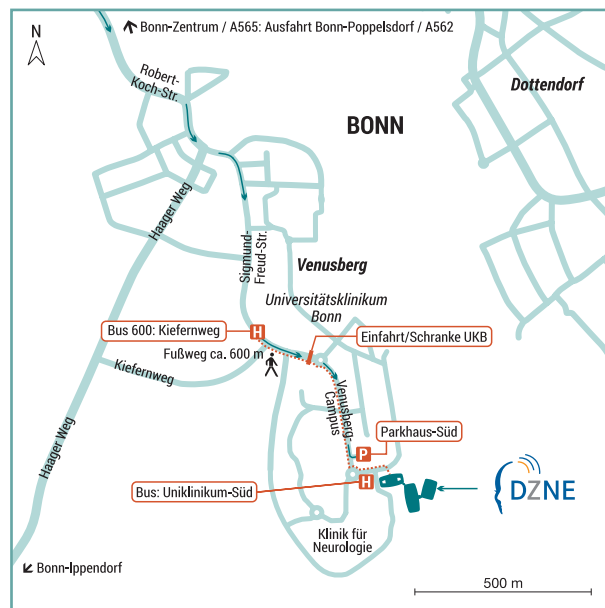 Bonn-Zentrum / A565: Ausfahrt Bonn-Poppelsdorf / A562
N
Robert-
Koch-Str.
Dottendorf
BONN
Haager Weg
Sigmund-
Freud-Str.
Venusberg
Universitätsklinikum
Bonn
Bus 600: Kiefernweg
H
Einfahrt/Schranke UKB
Fußweg ca. 600 m
Kiefernweg
Venusberg-
Campus
Parkhaus-Süd
P
Haager Weg
Bus: Uniklinikum-Süd
H
DZNE
Klinik für
Neurologie
Bonn-Ippendorf
500 m